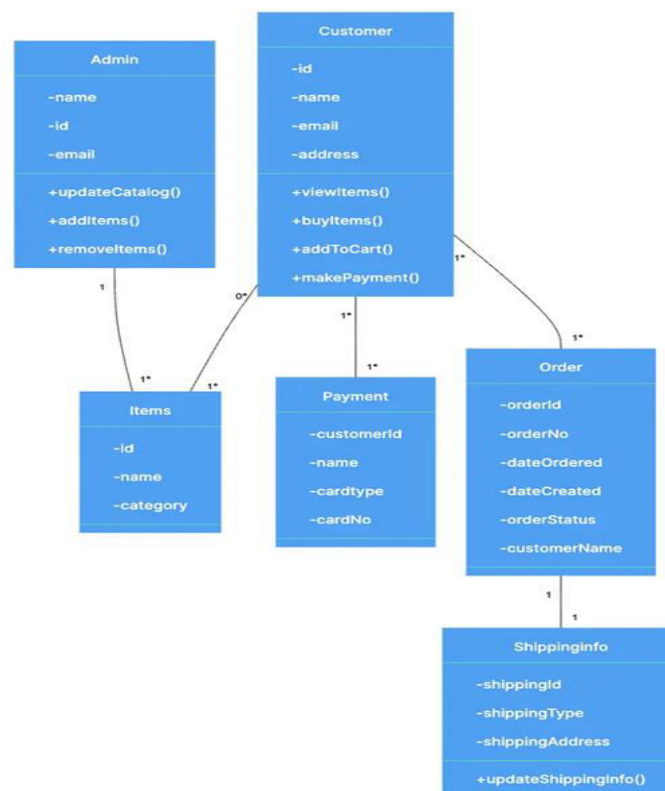 Admin
-name
-id
-email
+updateCatalog()
+addItems()
+removeItems()
Customer
-id
-name
-email
-address
+viewItems()
+buyItems()
+addToCart()
+makePayment()
1
1*
0*
1*
1*
1*
1*
1*
Items
-id
-name
-category
Payment
-customerId
-name
-cardtype
-cardNo
Order
-orderId
-orderNo
-dateOrdered
-dateCreated
-orderStatus
-customerName
1
1
ShippingInfo
-shippingId
-shippingType
-shippingAddress
+updateShippingInfo()